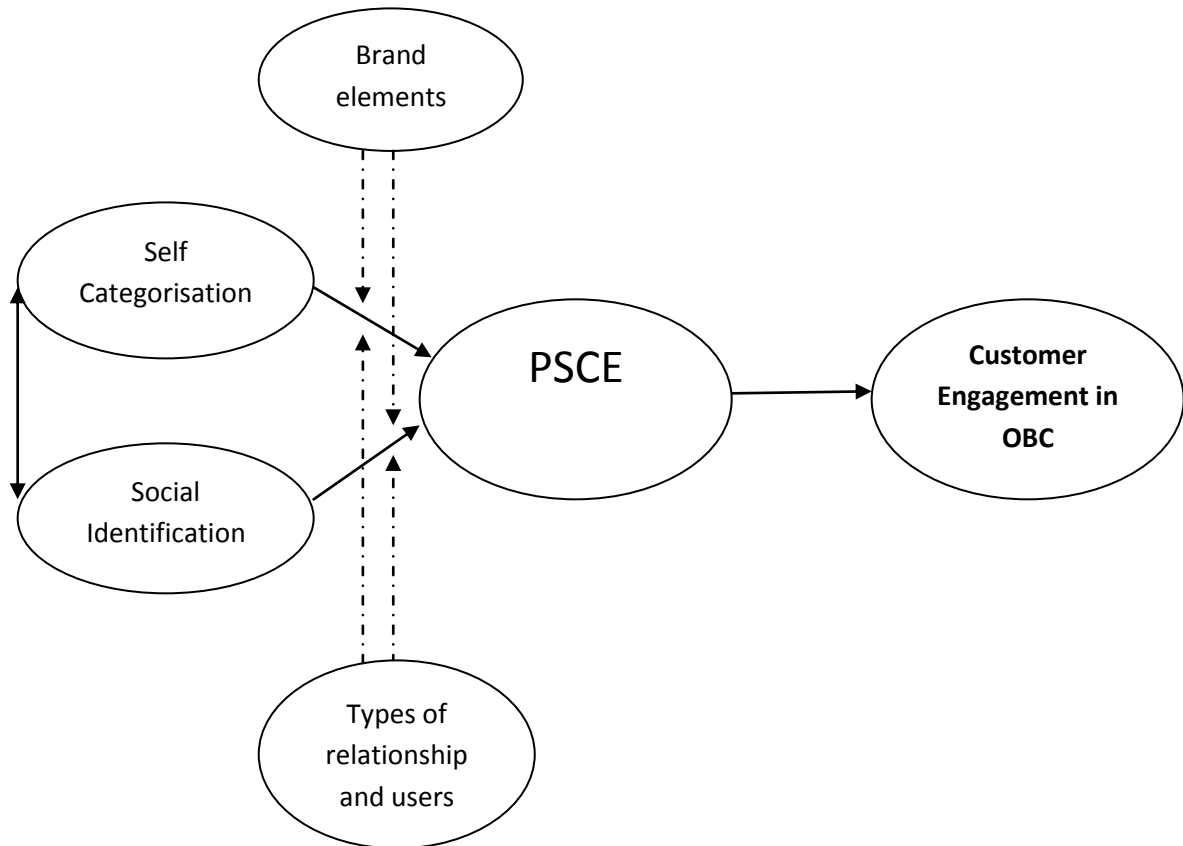 Brand
elements
Self
Categorisation
PSCE
Customer
Engagement in
OBC
Social
Identification
Types of
relationship
and users